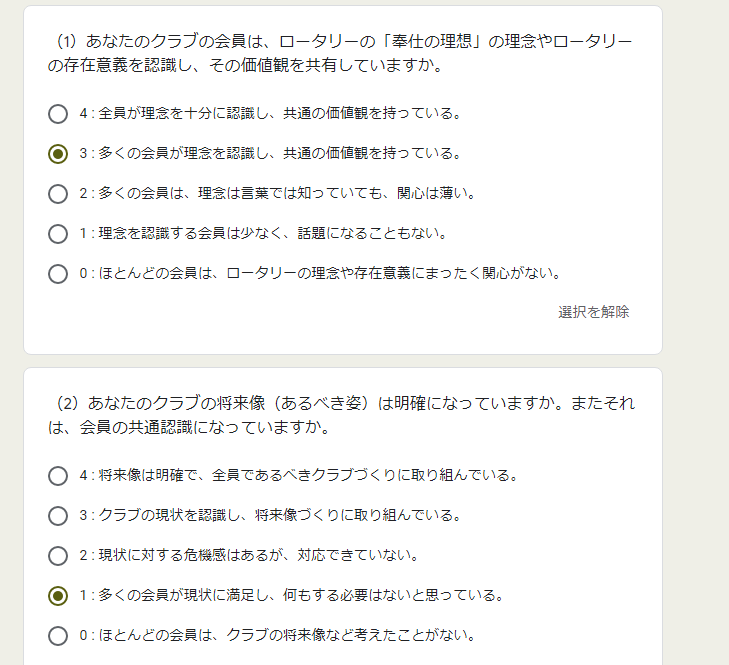 （1）あなたのクラブの会員は、ロータリーの「奉仕の理想」の理念やロータリー
の存在意義を認識し、その価値観を共有していますか。
4 : 全員が理念を十分に認識し、共通の価値観を持っている。
3 : 多くの会員が理念を認識し、共通の価値観を持っている。
2 : 多くの会員は、理念は言葉では知っていても、関心は薄い。
1 : 理念を認識する会員は少なく、話題になることもない。
0 : ほとんどの会員は、ロータリーの理念や存在意義にまったく関心がない。
選択を解除
（2）あなたのクラブの将来像（あるべき姿）は明確になっていますか。またそれ
は、会員の共通認識になっていますか。
4 : 将来像は明確で、全員であるべきクラブづくりに取り組んでいる。
3 : クラブの現状を認識し、将来像づくりに取り組んでいる。
2 : 現状に対する危機感はあるが、対応できていない。
1 : 多くの会員が現状に満足し、何もする必要はないと思っている。
0 : ほとんどの会員は、クラブの将来像など考えたことがない。